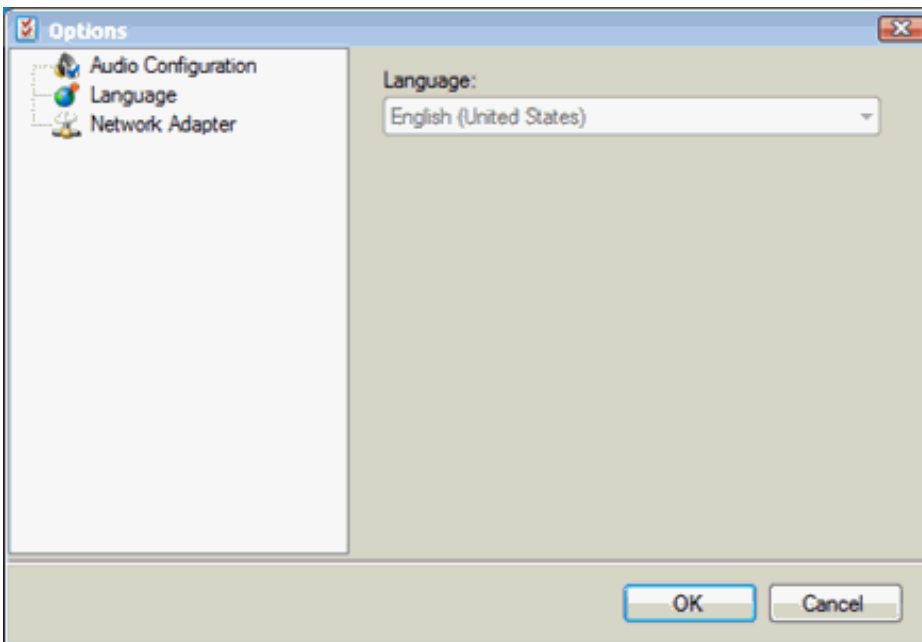 Options
Audio Configuration
Language
Network Adapter
Language:
English (United States)
OK
Cancel